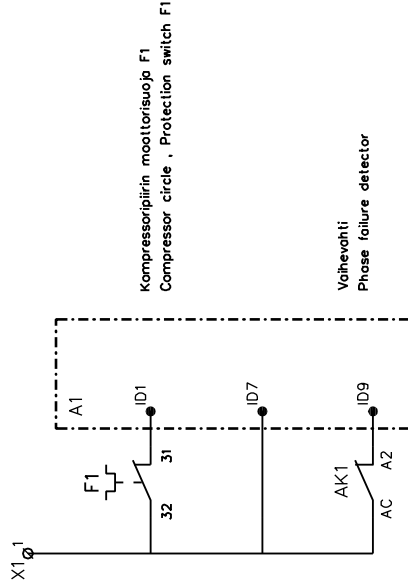 X1 1
A1
F1
ID1
32
31
Kompressoripiirin moottorisuoja F1
Compressor circle , Protection switch F1
ID7
AK1
ID9
AC
A2
Vaihevahti
Phase failure detector